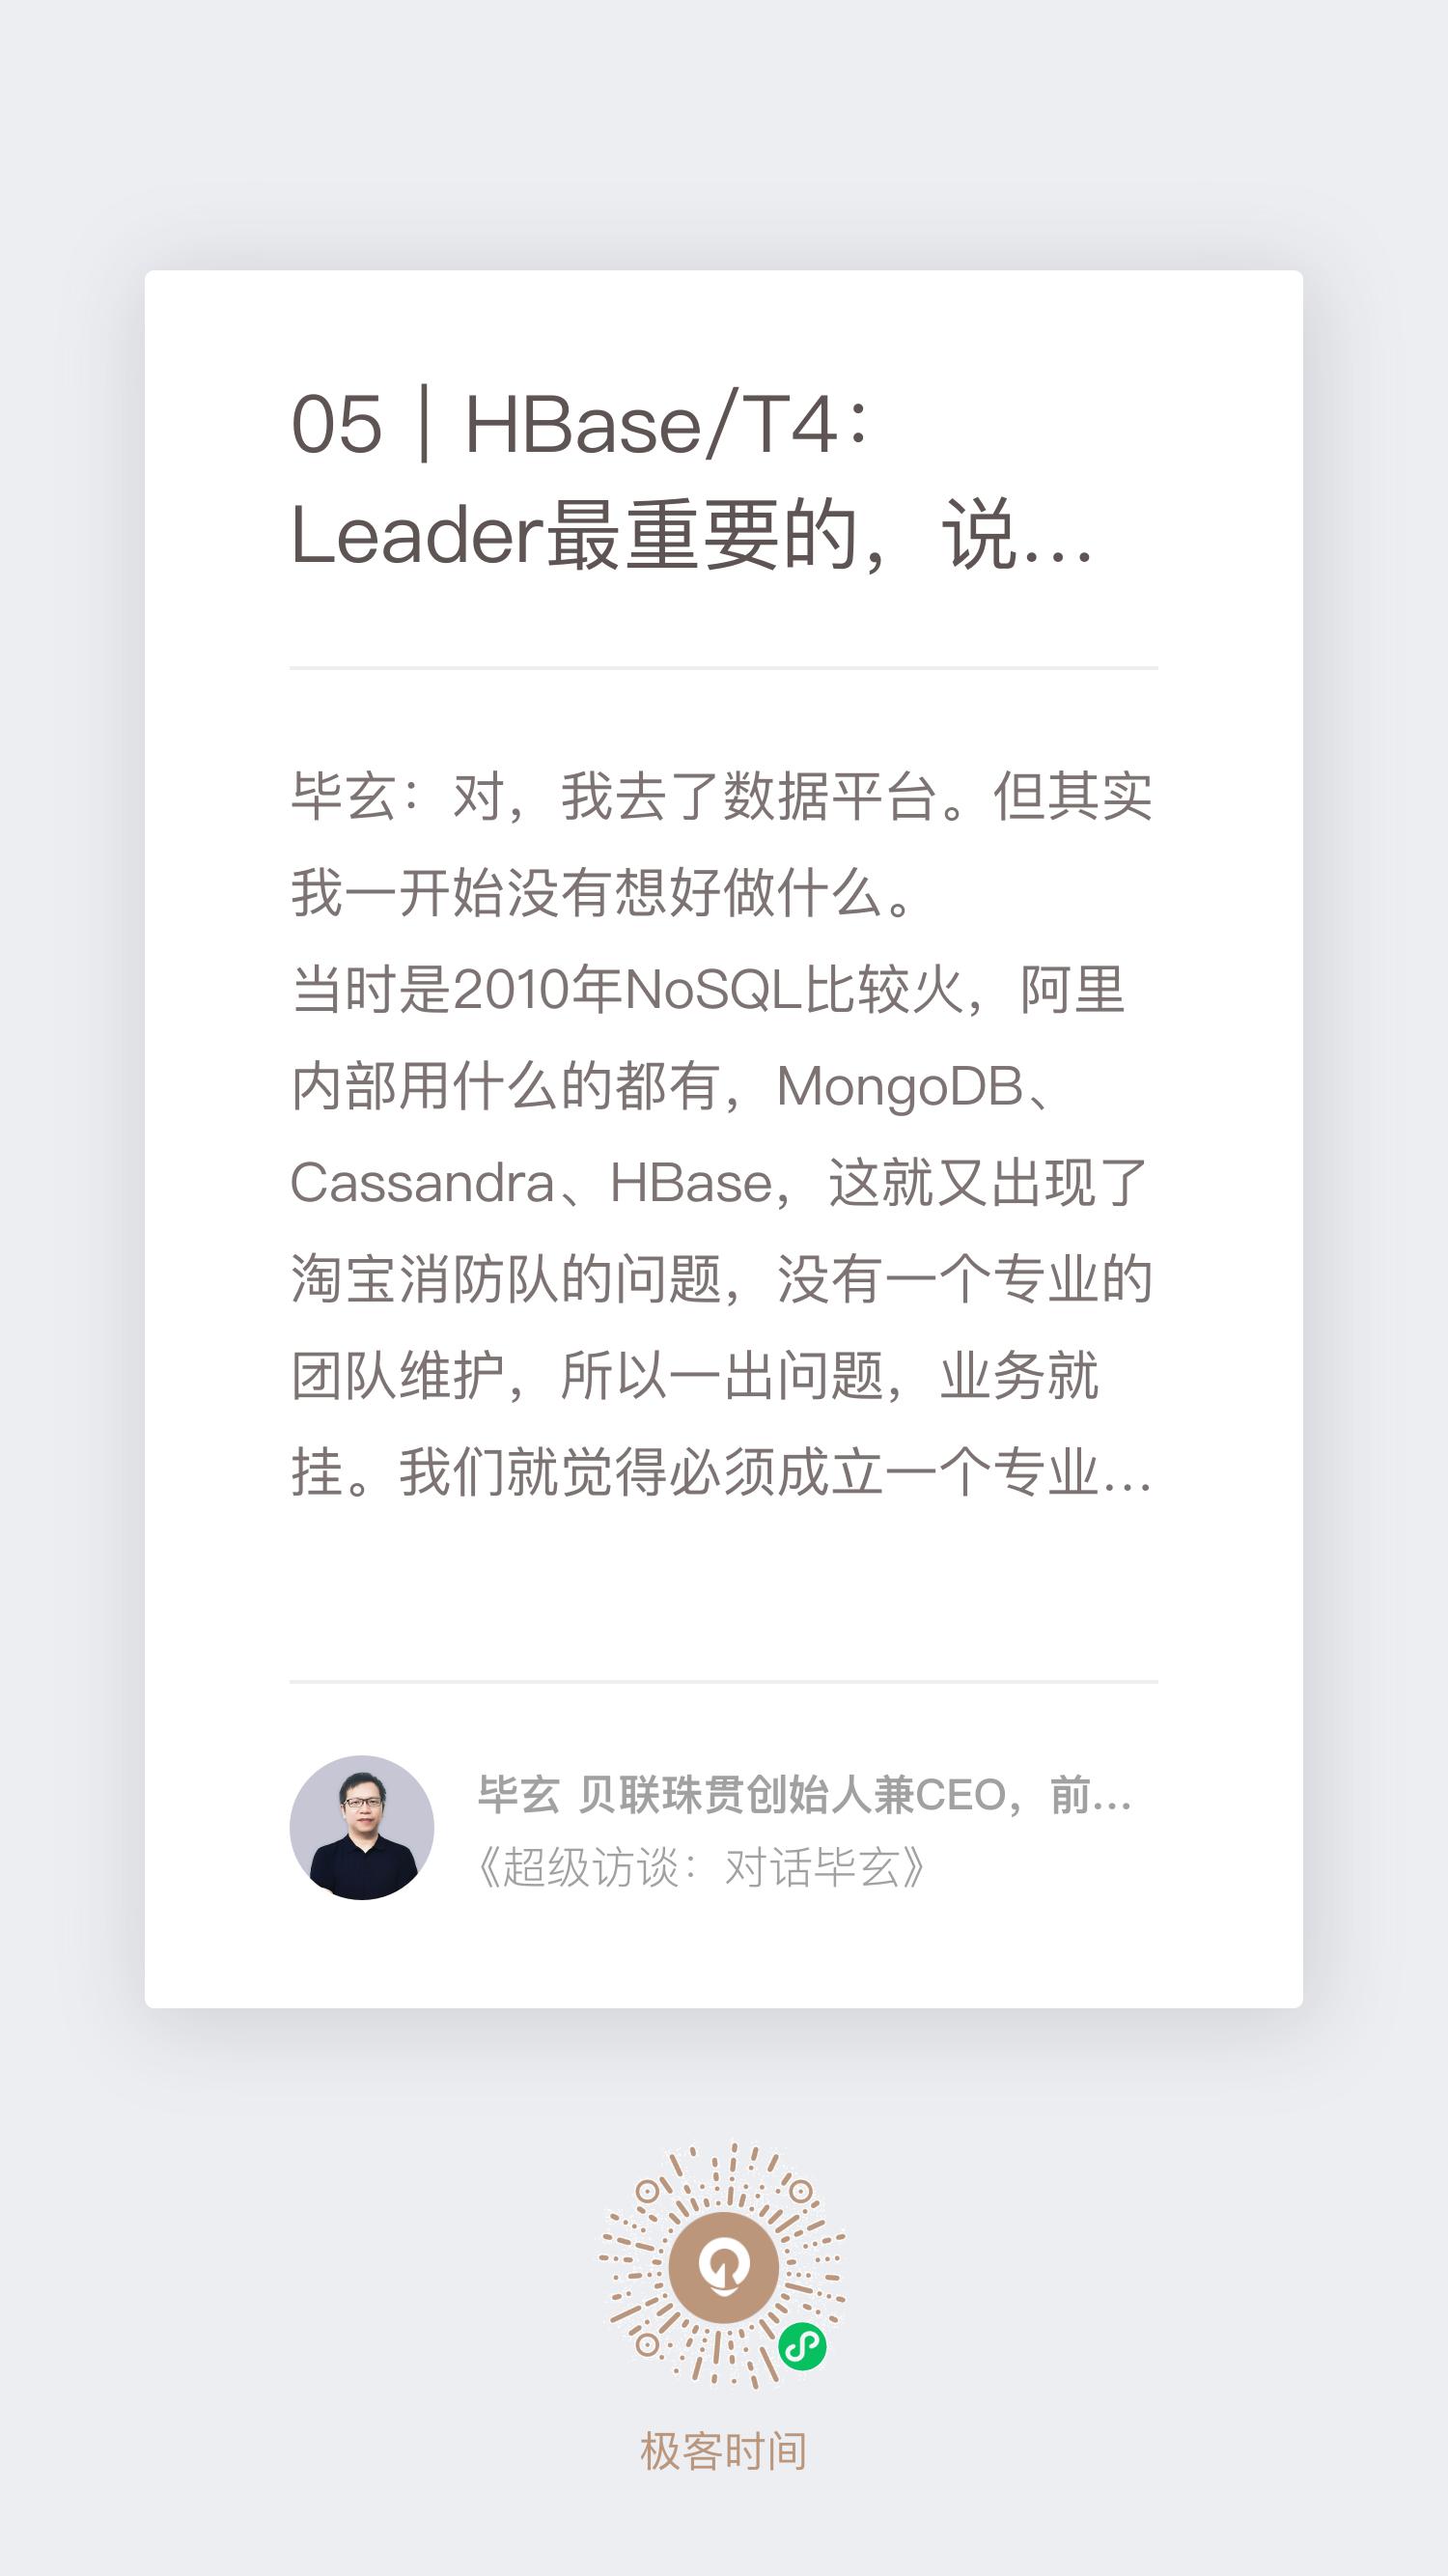 05｜HBase/T4：
Leader最重要的，说...
毕玄：对，我去了数据平台。但其实
我一开始没有想好做什么。
当时是2010年NoSQL比较火，阿里
内部用什么的都有，MongoDB、
Cassandra、HBase，这就又出现了
淘宝消防队的问题，没有一个专业的
团队维护，所以一出问题，业务就
挂。我们就觉得必须成立一个专业...
毕玄 贝联珠贯创始人兼CEO，前...
《超级访谈：对话毕玄》
极客时间